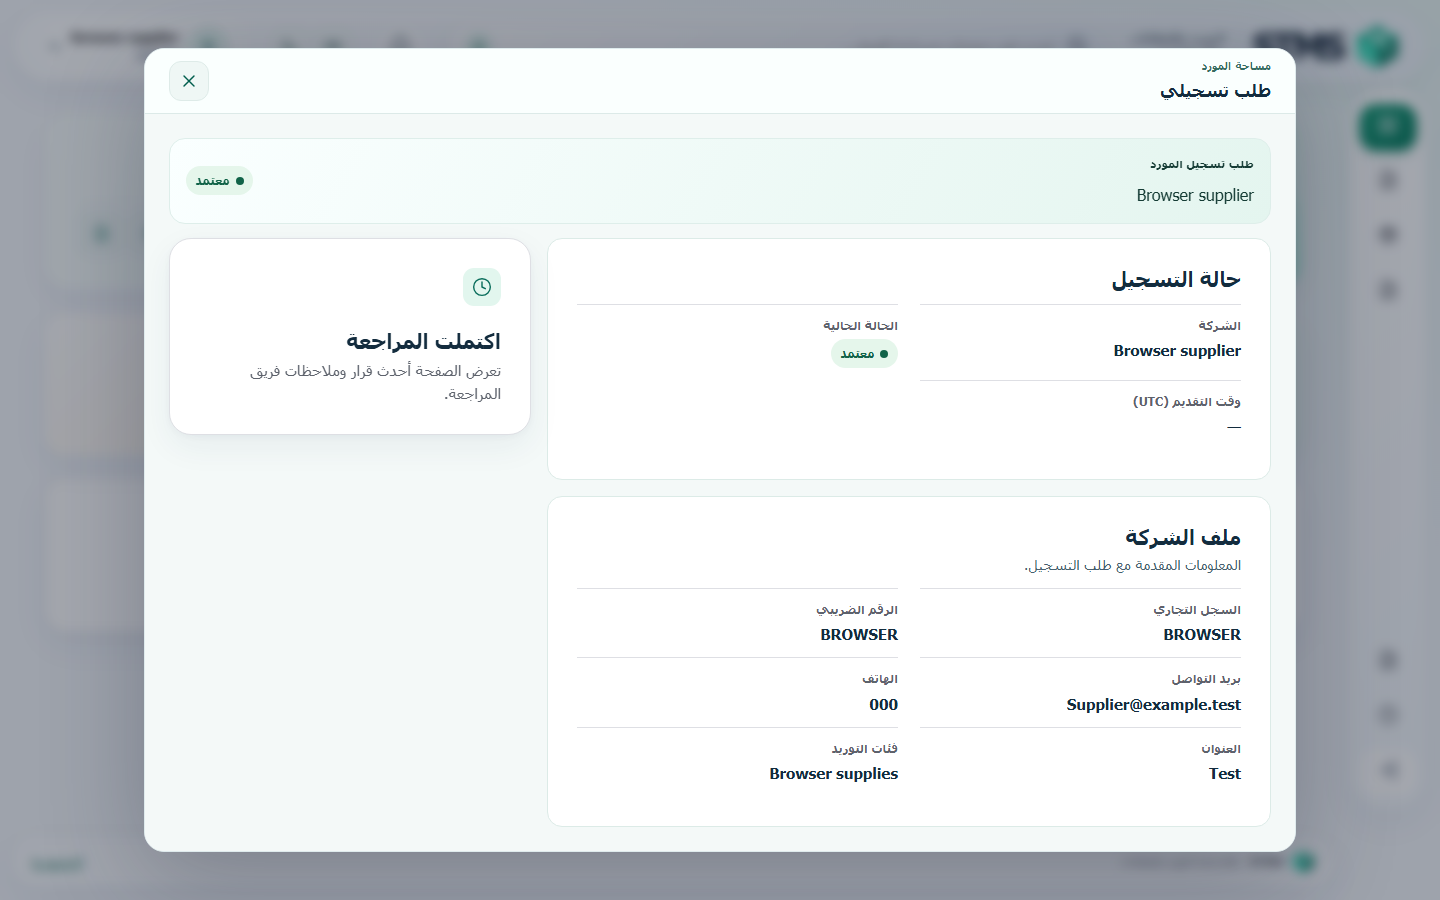 مساحة المورد
طلب تسجيلي
طلب تسجيل المورد
Browser supplier
معتمد
حالة التسجيل
الشركة
Browser supplier
الحالة الحالية
معتمد
وقت التقديم (UTC)
—
اكتملت المراجعة
تعرض الصفحة أحدث قرار وملاحظات فريق
المراجعة.
ملف الشركة
المعلومات المقدمة مع طلب التسجيل.
السجل التجاري
BROWSER
الرقم الضريبي
BROWSER
بريد التواصل
Supplier@example.test
الهاتف
000
العنوان
Test
فئات التوريد
Browser supplies